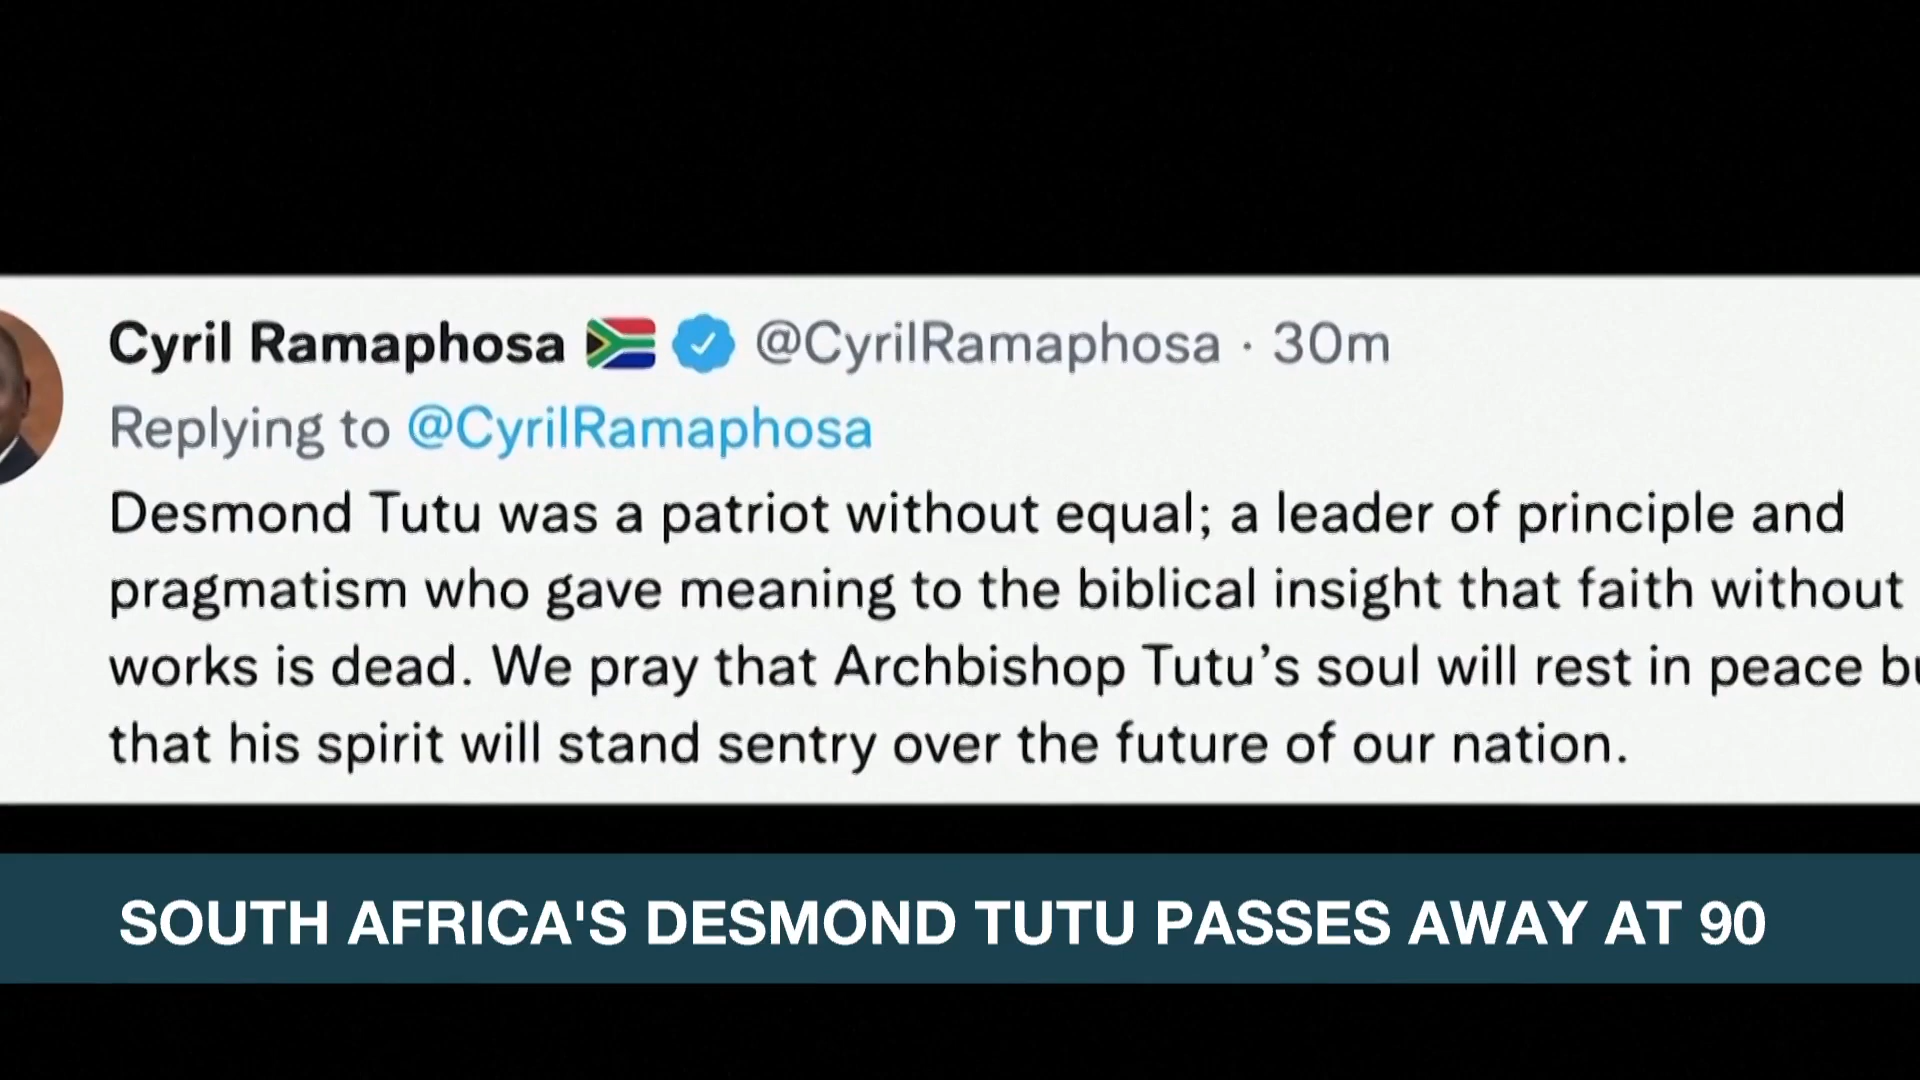 Cyril Ramaphosa @CyrilRamaphosa · 30m
Replying to @CyrilRamaphosa
Desmond Tutu was a patriot without equal; a leader of principle and
pragmatism who gave meaning to the biblical insight that faith without
works is dead. We pray that Archbishop Tutu’s soul will rest in peace
that his spirit will stand sentry over the future of our nation.
SOUTH AFRICA'S DESMOND TUTU PASSES AWAY AT 90